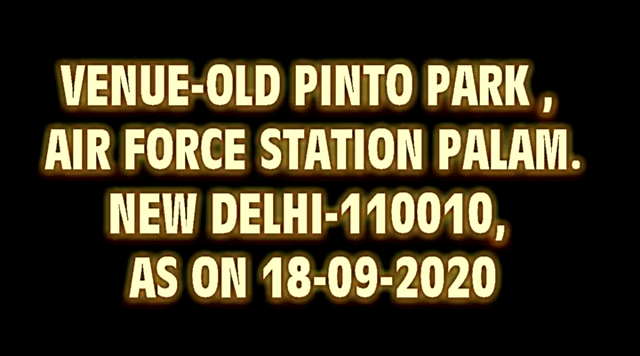 VENUE-OLD PINTO PARK ,
AIR FORCE STATION PALAM.
NEW DELHI-110010,
AS ON 18-09-2020